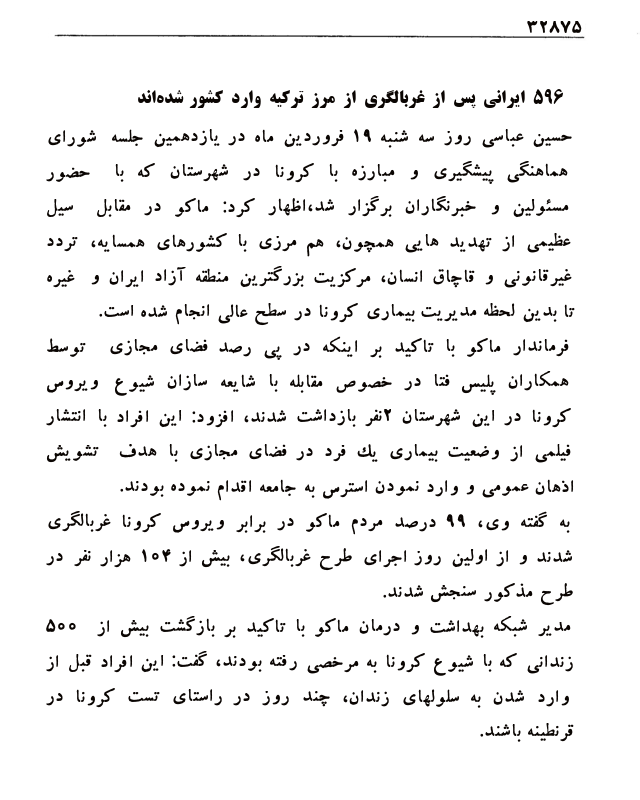 ۳۲۸۷۵
۵۹۶ ایرانی پس از غربالگری از مرز ترکیه وارد کشور شده‌اند
حسین عباسی روز سه شنبه ۱۹ فروردین ماه در یازدهمین جلسه شورای
هماهنگی پیشگیری و مبارزه با کرونا در شهرستان که با حضور
مسئولین و خبرنگاران برگزار شد،اظهار کرد: ماکو در مقابل سیل
عظیمی از تهدید هایی همچون، هم مرزی با کشورهای همسایه، تردد
غیرقانونی و قاچاق انسان، مرکزیت بزرگترین منطقه آزاد ایران و غیره
تا بدین لحظه مدیریت بیماری کرونا در سطح عالی انجام شده است.
فرماندار ماکو با تاکید بر اینکه در پی رصد فضای مجازی توسط
همکاران پلیس فتا در خصوص مقابله با شایعه سازان شیوع ویروس
کرونا در این شهرستان ۲نفر بازداشت شدند، افزود: این افراد با انتشار
فیلمی از وضعیت بیماری یك فرد در فضای مجازی با هدف تشویش
اذهان عمومی و وارد نمودن استرس به جامعه اقدام نموده بودند.
به گفته وی، ۹۹ درصد مردم ماکو در برابر ویروس کرونا غربالگری
شدند و از اولین روز اجرای طرح غربالگری، بیش از ۱۰۴ هزار نفر در
طرح مذکور سنجش شدند.
مدیر شبکه بهداشت و درمان ماکو با تاکید بر بازگشت بیش از ۵۰۰
زندانی که با شیوع کرونا به مرخصی رفته بودند، گفت: این افراد قبل از
وارد شدن به سلولهای زندان، چند روز در راستای تست کرونا در
قرنطینه باشند.